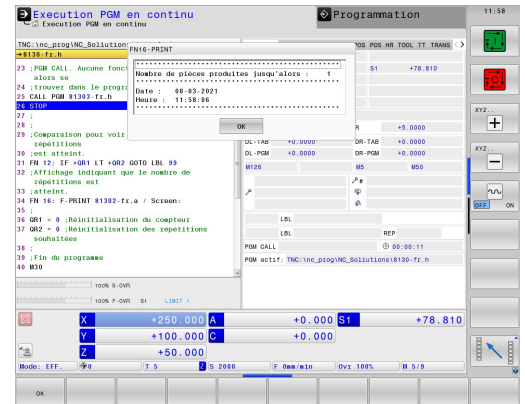 Execution PGM en continu
Execution PGM en continu
Programmation
11:58
TNC:\nc_prog\NC_Soliution
→8130-fr.h
23 ;PGM CALL. Aucune fonc
alors se
24 ;trouver dans le progra
25 CALL PGM 81303-fr.h
26 STOP
27 ;
28 ;
29 ;Comparaison pour voir
répétitions
30 ;est atteint.
31 FN 12: IF +QR1 LT +QR2 GOTO LBL 99
32 ;Affichage indiquant que le nombre de
répétitions est
33 ;atteint.
34 FN 16: F-PRINT 81302-fr.a / Screen:
35 ;
36 QR1 = 0 ;Réinitialisation du compteur
37 QR2 = 0 ;Réinitialisation des répétitions
souhaitées
38 ;
39 ;Fin du programme
40 M30
FN16-PRINT
Nombre de pièces produites jusqu'alors : 1
Date : 08-03-2021
Heure : 11:58:06
OK
POS POS HR TOOL TT TRANS
S1 +78.810
R +5.0000
DL-TAB +0.0000 DR-TAB +0.0000
DL-PGM +0.0000 DR-PGM +0.0000
M126 M5 M50
#
LBL
LBL REP
PGM CALL 00:00:11
PGM actif: TNC:\nc_prog\NC_Soliutions\8130-fr.h
100% S-OVR
100% F-OVR S1 LIMIT 1
X +250.000 A +0.000 S1 +78.810
Y +100.000 C +0.000
Z +50.000
Mode: EFF. 0 T 5 Z S 2000 F 0mm/min Ovr 100% M 5/9
OK
XYZ..
+
XYZ..
−
OFF ON